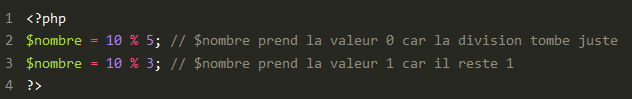 1 <?php
2 $nombre = 10 % 5; // $nombre prend la valeur 0 car la division tombe juste
3 $nombre = 10 % 3; // $nombre prend la valeur 1 car il reste 1
4 ?>